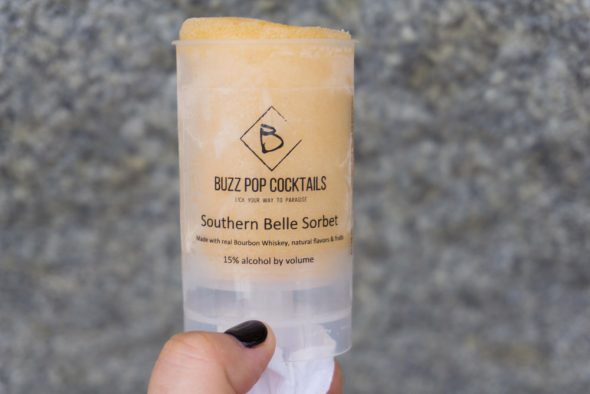 B
BUZZ POP COCKTAILS
LICK YOUR WAY TO PARADISE
Southern Belle Sorbet
Made with real Bourbon Whiskey, natural flavors & fruits
15% alcohol by volume